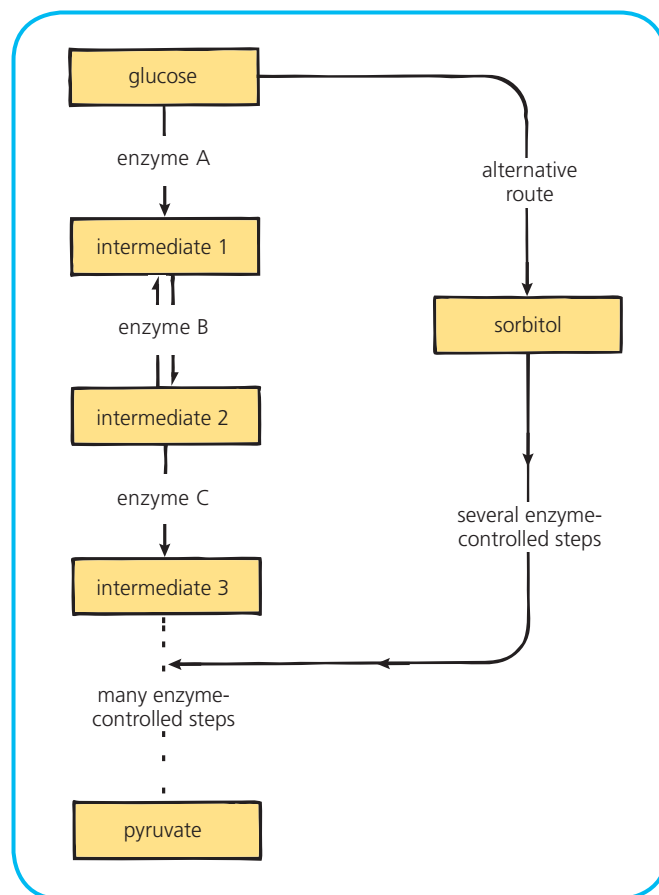 glucose
enzyme A
alternative
route
intermediate 1
enzyme B
sorbitol
intermediate 2
enzyme C
several enzyme-
controlled steps
intermediate 3
many enzyme-
controlled steps
pyruvate